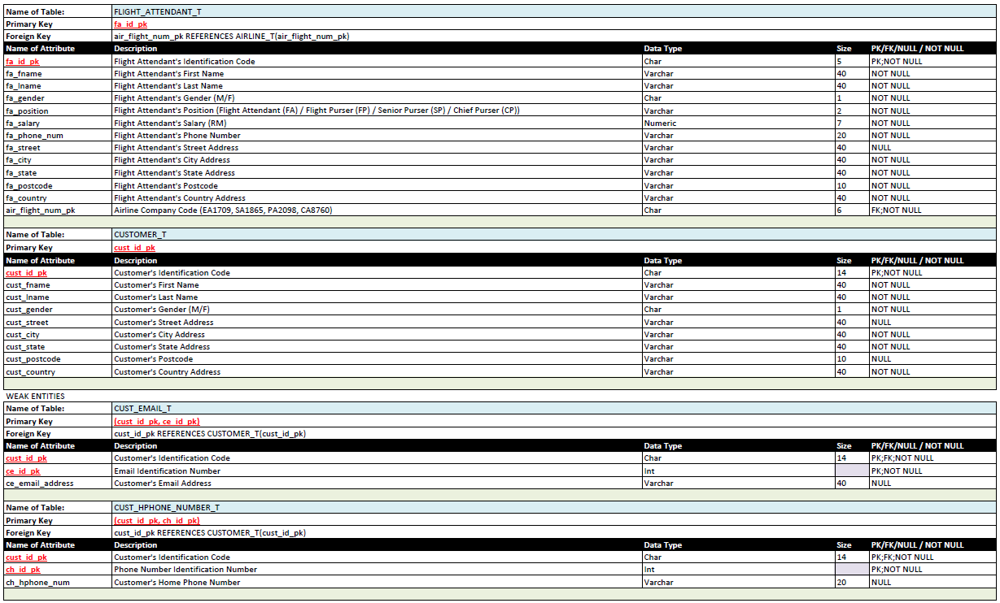 Name of Table: FLIGHT_ATTENDANT_T
Primary Key fa_id_pk
Foreign Key air_flight_num_pk REFERENCES AIRLINE_T(air_flight_num_pk)
Name of Attribute Description Data Type Size PK/FK/NULL / NOT NULL
fa_id_pk Flight Attendant's Identification Code Char 5 PK;NOT NULL
fa_fname Flight Attendant's First Name Varchar 40 NOT NULL
fa_lname Flight Attendant's Last Name Varchar 40 NOT NULL
fa_gender Flight Attendant's Gender (M/F) Char 1 NOT NULL
fa_position Flight Attendant's Position (Flight Attendant (FA) / Flight Purser (FP) / Senior Purser (SP) / Chief Purser (CP)) Varchar 2 NOT NULL
fa_salary Flight Attendant's Salary (RM) Numeric 7 NOT NULL
fa_phone_num Flight Attendant's Phone Number Varchar 20 NOT NULL
fa_street Flight Attendant's Street Address Varchar 40 NULL
fa_city Flight Attendant's City Address Varchar 40 NOT NULL
fa_state Flight Attendant's State Address Varchar 40 NOT NULL
fa_postcode Flight Attendant's Postcode Varchar 10 NOT NULL
fa_country Flight Attendant's Country Address Varchar 40 NOT NULL
air_flight_num_pk Airline Company Code (EA1709, SA1865, PA2098, CA8760) Char 6 FK;NOT NULL
Name of Table: CUSTOMER_T
Primary Key cust_id_pk
Name of Attribute Description Data Type Size PK/FK/NULL / NOT NULL
cust_id_pk Customer's Identification Code Char 14 PK;NOT NULL
cust_fname Customer's First Name Varchar 40 NOT NULL
cust_lname Customer's Last Name Varchar 40 NOT NULL
cust_gender Customer's Gender (M/F) Char 1 NOT NULL
cust_street Customer's Street Address Varchar 40 NULL
cust_city Customer's City Address Varchar 40 NOT NULL
cust_state Customer's State Address Varchar 40 NOT NULL
cust_postcode Customer's Postcode Varchar 10 NULL
cust_country Customer's Country Address Varchar 40 NOT NULL
WEAK ENTITIES
Name of Table: CUST_EMAIL_T
Primary Key (cust_id_pk, ce_id_pk)
Foreign Key cust_id_pk REFERENCES CUSTOMER_T(cust_id_pk)
Name of Attribute Description Data Type Size PK/FK/NULL / NOT NULL
cust_id_pk Customer's Identification Code Char 14 PK;FK;NOT NULL
ce_id_pk Email Identification Number Int PK;NOT NULL
ce_email_address Customer's Email Address Varchar 40 NULL
Name of Table: CUST_HPHONE_NUMBER_T
Primary Key (cust_id_pk, ch_id_pk)
Foreign Key cust_id_pk REFERENCES CUSTOMER_T(cust_id_pk)
Name of Attribute Description Data Type Size PK/FK/NULL / NOT NULL
cust_id_pk Customer's Identification Code Char 14 PK;FK;NOT NULL
ch_id_pk Phone Number Identification Number Int PK;NOT NULL
ch_hphone_num Customer's Home Phone Number Varchar 20 NULL